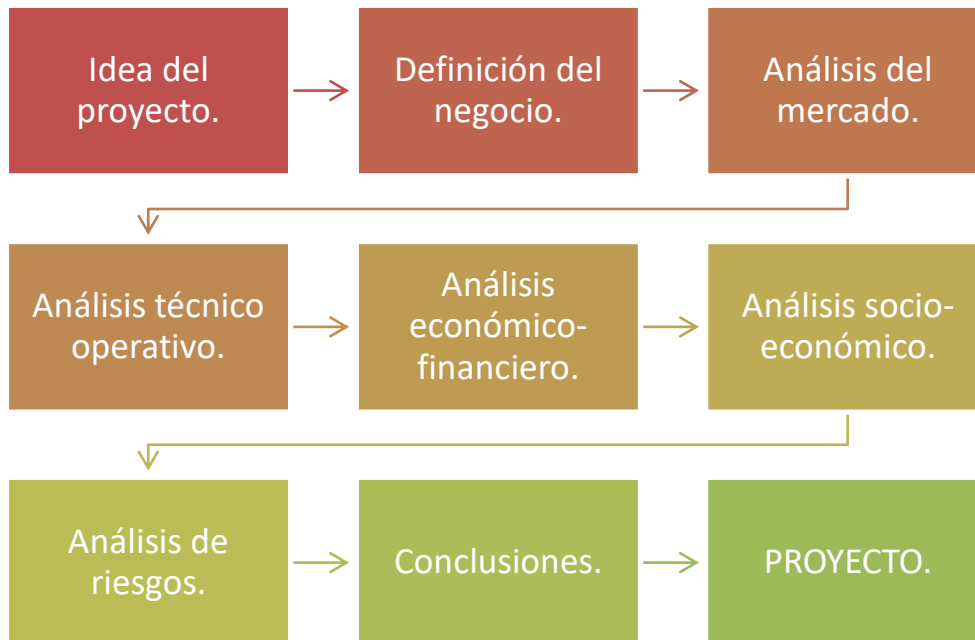 Idea del
proyecto.
Definición del
negocio.
Análisis del
mercado.
Análisis técnico
operativo.
Análisis
económico-
financiero.
Análisis socio-
económico.
Análisis de
riesgos.
Conclusiones.
PROYECTO.